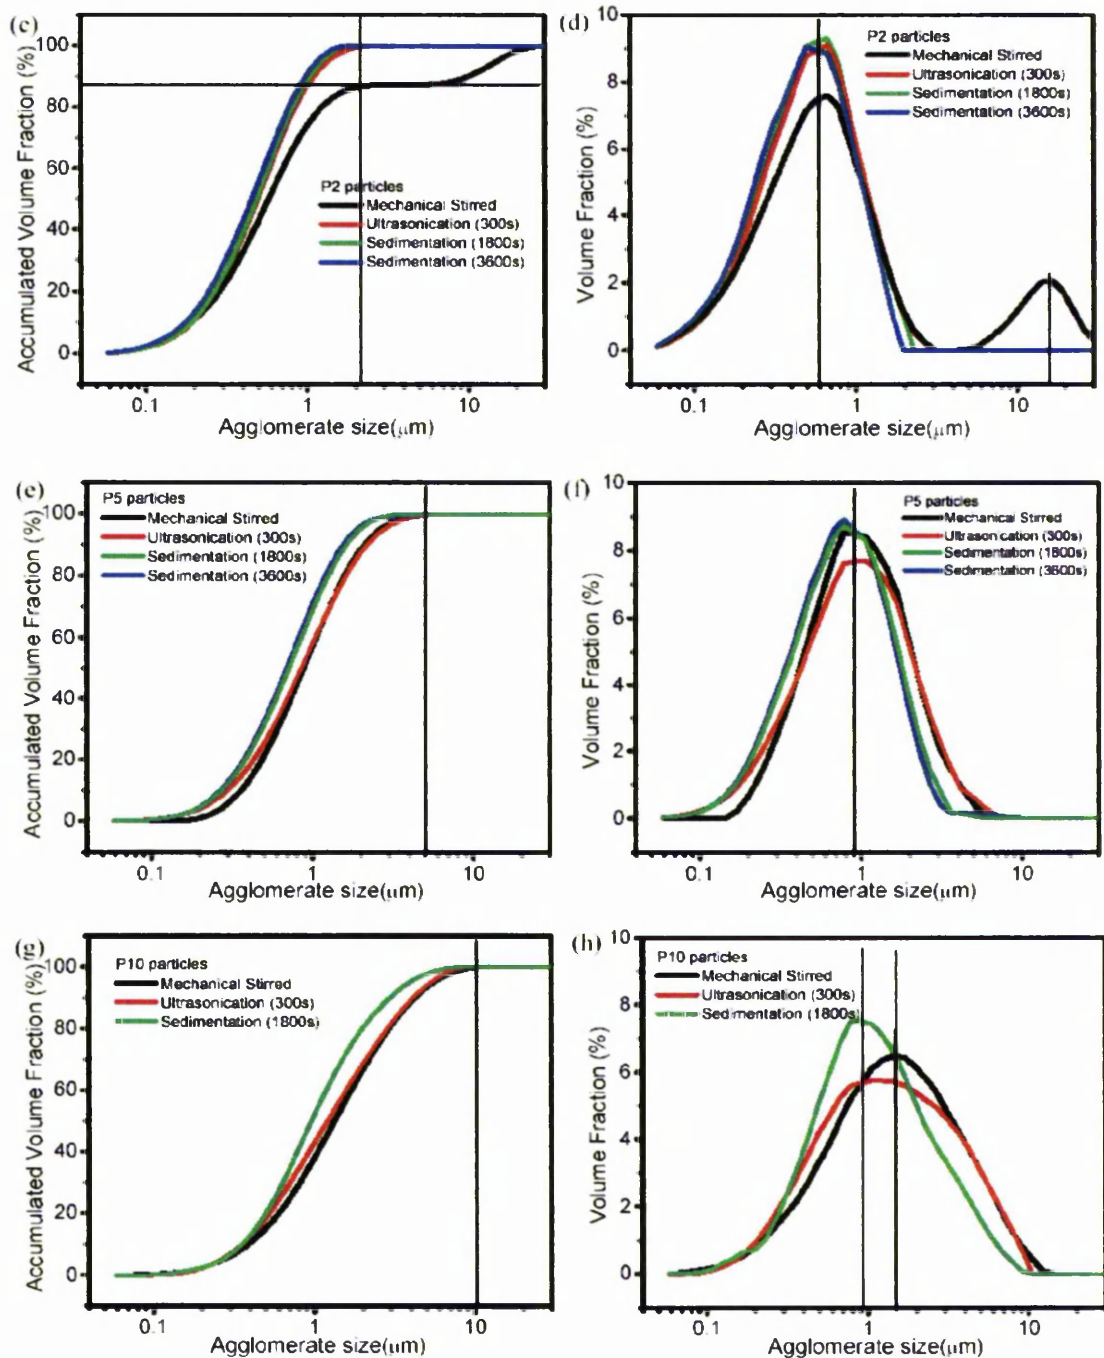 (c)
Accumulated Volume Fraction (%)
100
80
60
40
20
0
P2 particles
Mechanical Stirred
Ultrasonication (300s)
Sedimentation (1800s)
Sedimentation (3600s)
0.1
1
10
Agglomerate size(μm)
(d)
Volume Fraction (%)
10
8
6
4
2
0
P2 particles
Mechanical Stirred
Ultrasonication (300s)
Sedimentation (1800s)
Sedimentation (3600s)
0.1
1
10
Agglomerate size(μm)
(e)
Accumulated Volume Fraction (%)
100
80
60
40
20
0
P5 particles
Mechanical Stirred
Ultrasonication (300s)
Sedimentation (1800s)
Sedimentation (3600s)
0.1
1
10
Agglomerate size(μm)
(f)
Volume Fraction (%)
10
8
6
4
2
0
P5 particles
Mechanical Stirred
Ultrasonication (300s)
Sedimentation (1800s)
Sedimentation (3600s)
0.1
1
10
Agglomerate size(μm)
Accumulated Volume Fraction (%)
100
80
60
40
20
0
P10 particles
Mechanical Stirred
Ultrasonication (300s)
Sedimentation (1800s)
0.1
1
10
Agglomerate size(μm)
(h)
Volume Fraction (%)
10
8
6
4
2
0
P10 particles
Mechanical Stirred
Ultrasonication (300s)
Sedimentation (1800s)
0.1
1
10
Agglomerate size(μm)